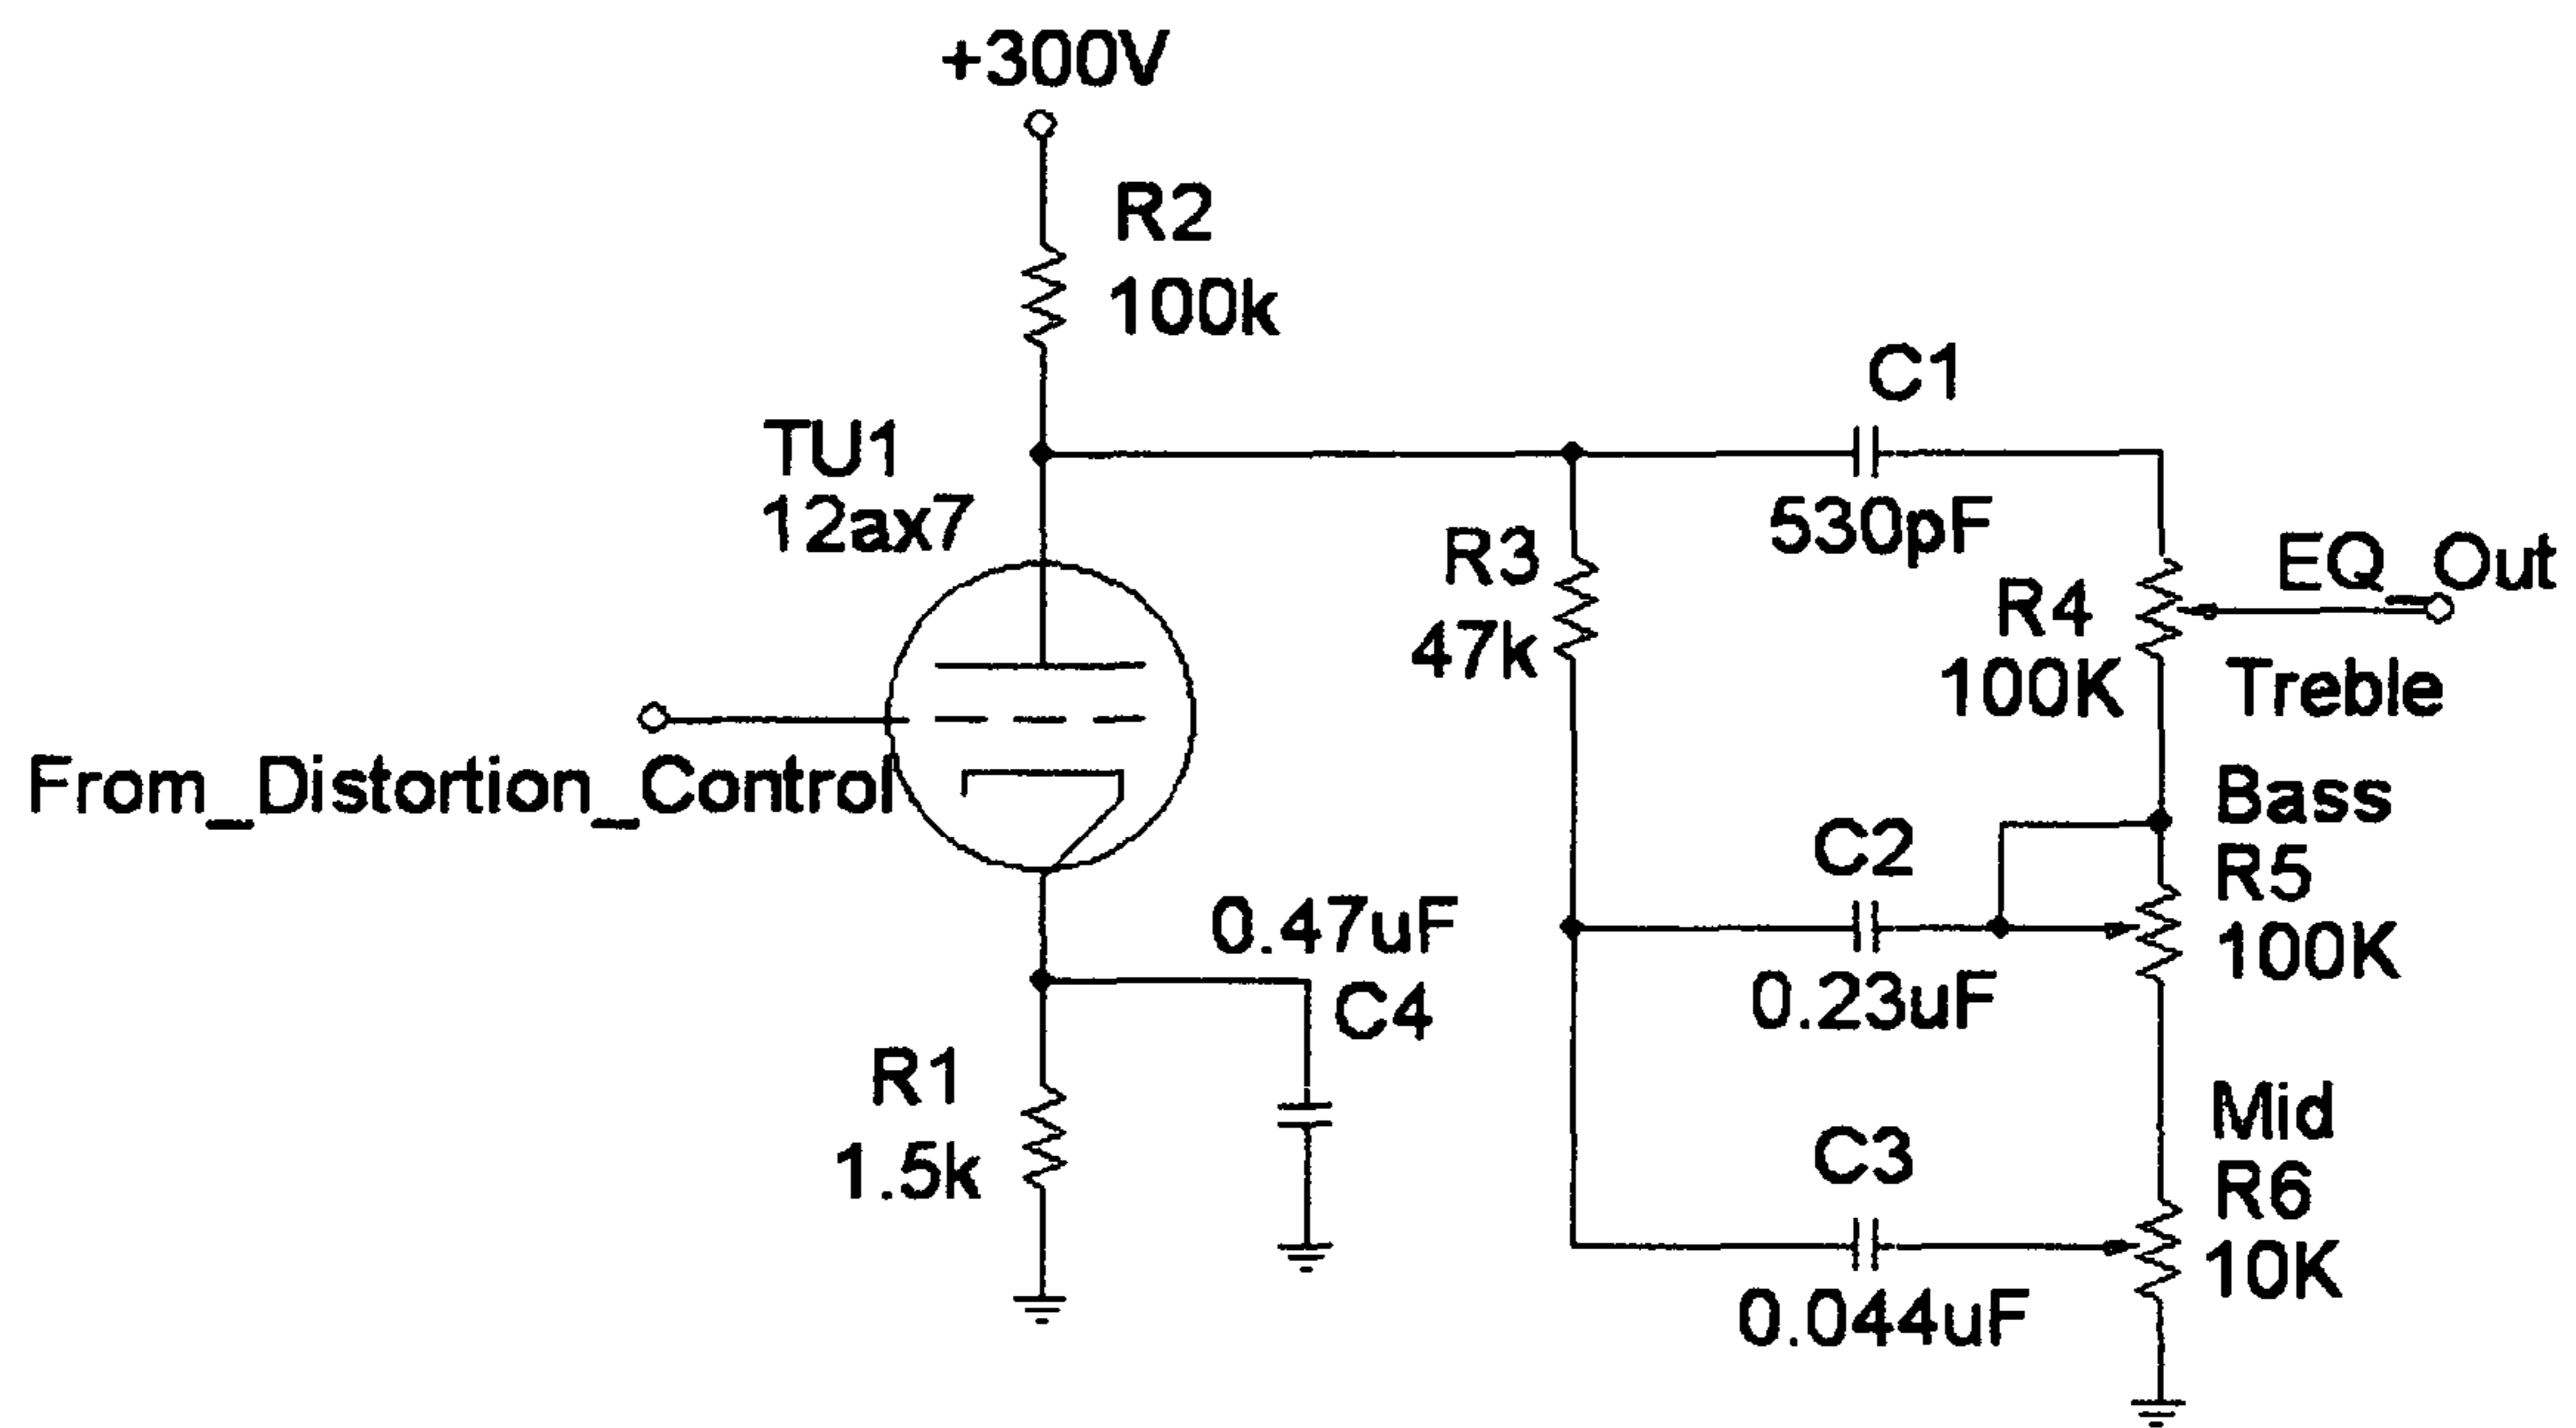 +300V
R2
100k
C1
530pF
TU1
12ax7
R3
47k
EQ_Out
R4
100K
Treble
From_Distortion_Control
Bass
R5
100K
C2
0.23uF
0.47uF
C4
R1
1.5k
Mid
R6
10K
C3
0.044uF